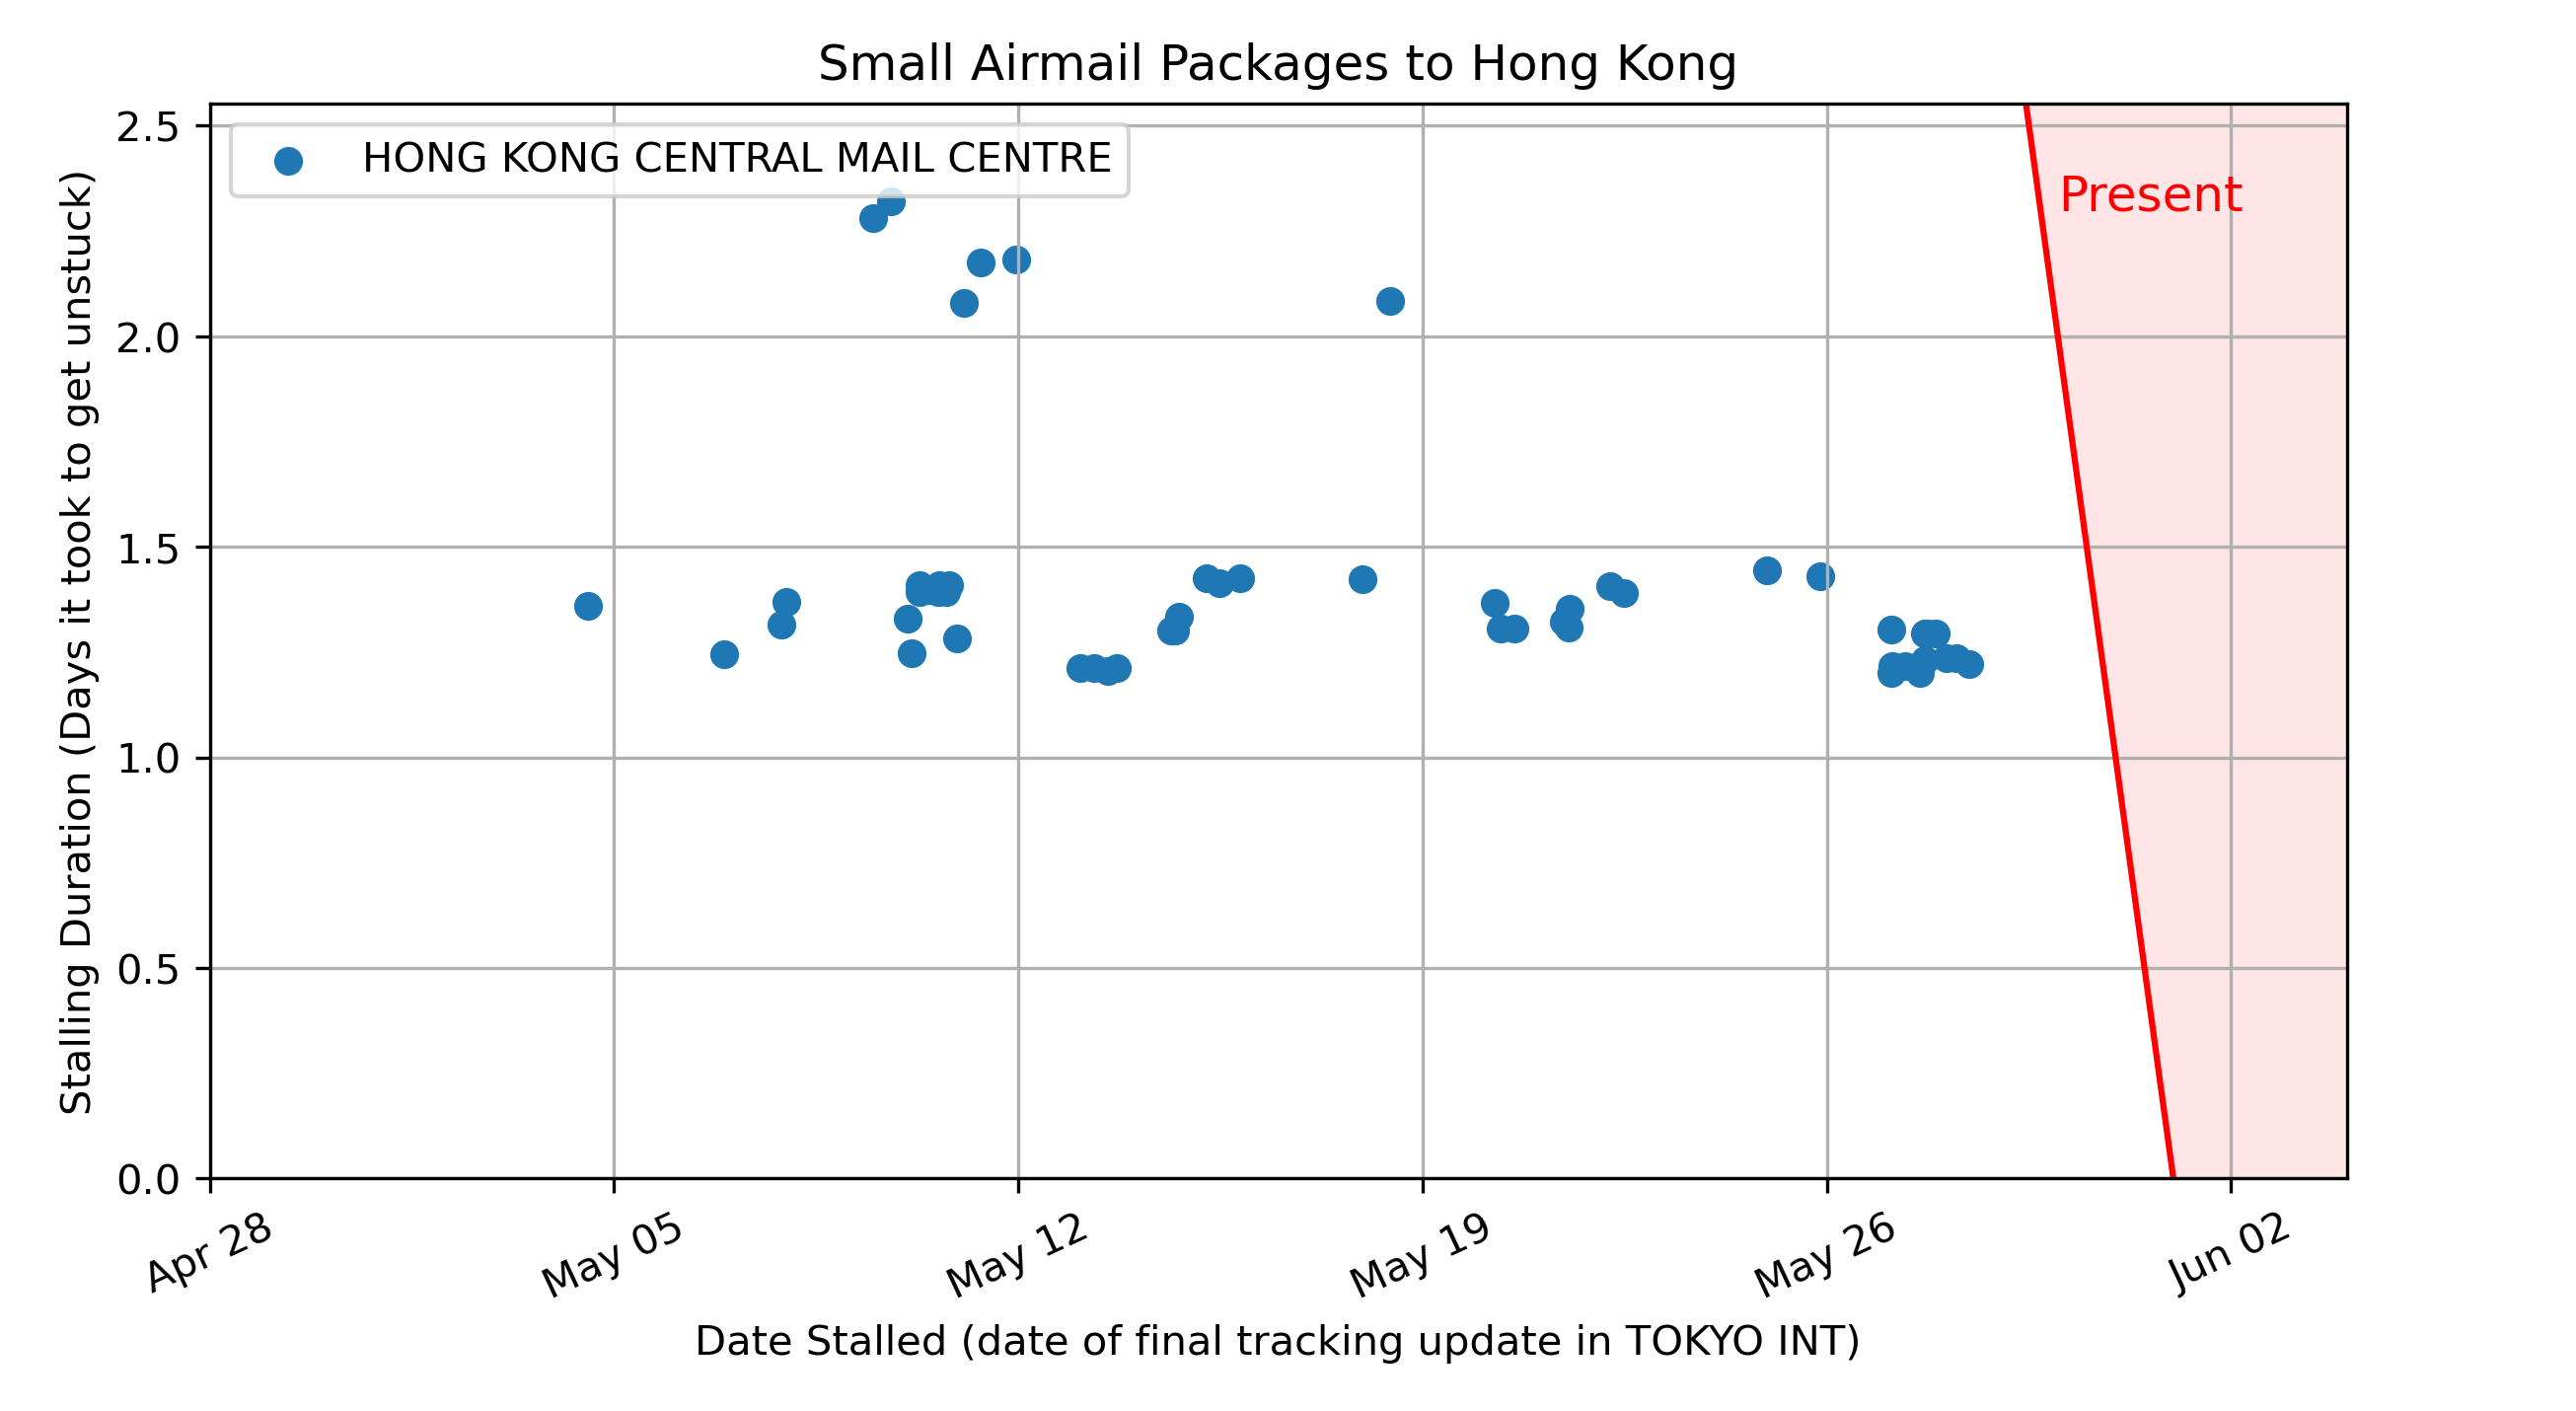 Small Airmail Packages to Hong Kong
HONG KONG CENTRAL MAIL CENTRE
Present
Stalling Duration (Days it took to get unstuck)
2.5
2.0
1.5
1.0
0.5
0.0
Apr 28
May 05
May 12
May 19
May 26
Jun 02
Date Stalled (date of final tracking update in TOKYO INT)